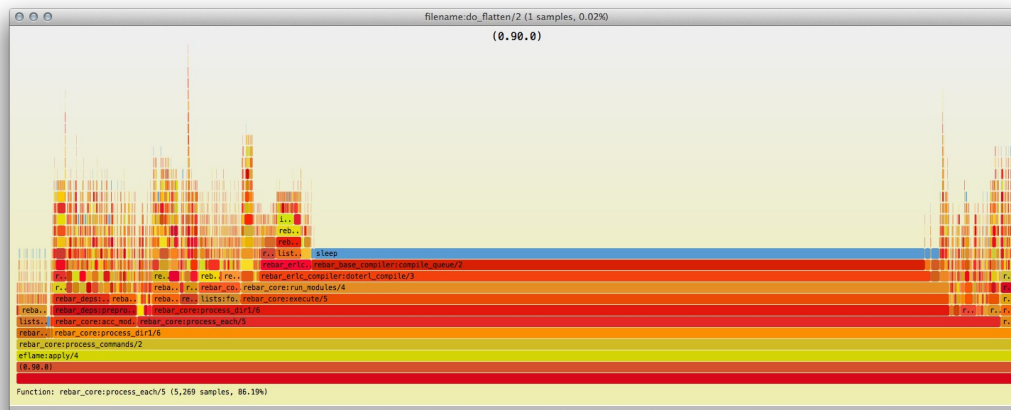 filename:do_flatten/2 (1 samples, 0.02%)
(0.90.0)
i..
reb..
reb..
r.. list.. sleep
rebar_erlc.. rebar_base_compiler:compile_queue/2
r.. re.. reb.. re.. rebar_erlc_compiler:doterl_compile/3 r..
r.. reba.. r.. rebar_co.. rebar_core:run_modules/4 r..
rebar_deps:.. reba.. reba.. re.. lists:fo.. rebar_core:execute/5 r..
reba.. rebar_deps:prepro.. rebar_core:process_dir1/6 r.. r.. r..
lists.. rebar_core:acc_mod.. rebar_core:process_each/5 r..
rebar.. rebar_core:process_dir1/6
rebar_core:process_commands/2
eflame:apply/4
(0.90.0)
Function: rebar_core:process_each/5 (5,269 samples, 86.19%)